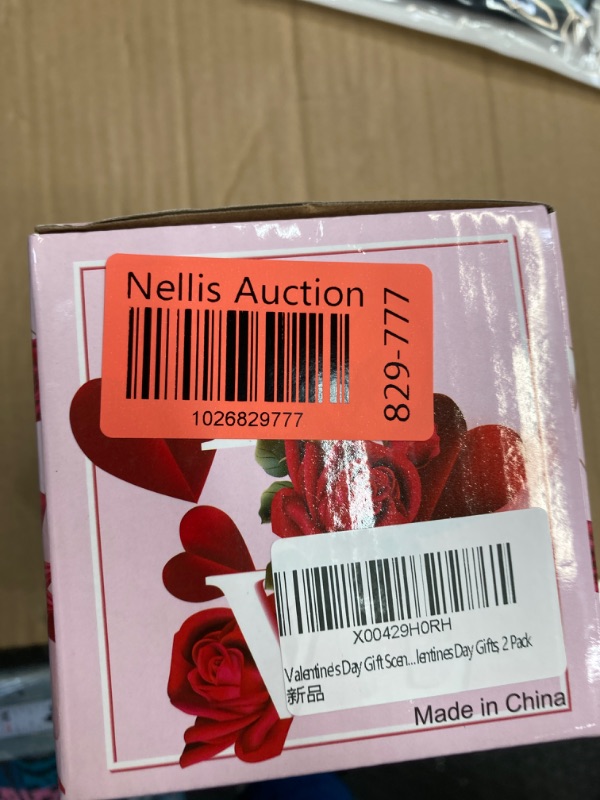 Nellis Auction
829-777
1026829777
V
X00429H0RH
Valentine's Day Gift Scen...lentines Day Gifts, 2 Pack
新品
Made in China